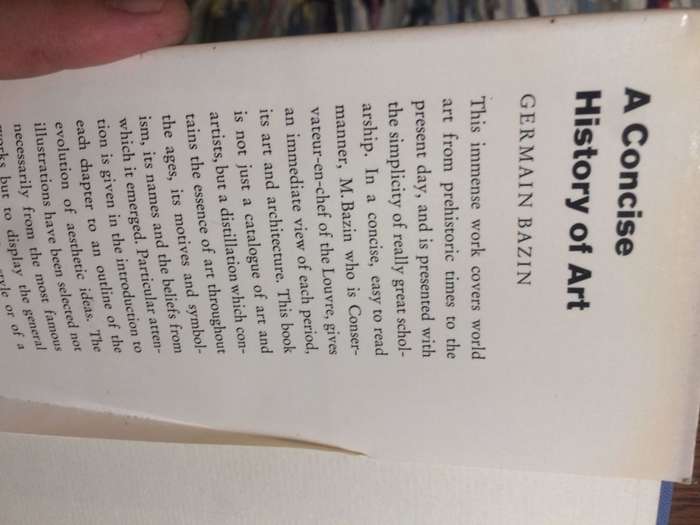 A Concise
History of Art
GERMAIN BAZIN
This immense work covers world
art from prehistoric times to the
present day, and is presented with
the simplicity of really great schol-
arship. In a concise, easy to read
manner, M. Bazin who is Conser-
vateur-en-chef of the Louvre, gives
an immediate view of each period,
its art and architecture. This book
is not just a catalogue of art and
artists, but a distillation which con-
tains the essence of art throughout
the ages, its motives and symbol-
ism, its names and the beliefs from
which it emerged. Particular atten-
tion is given in the introduction to
each chapter to an outline of the
evolution of aesthetic ideas. The
illustrations have been selected not
necessarily from the most famous
works but to display the general
style or of a